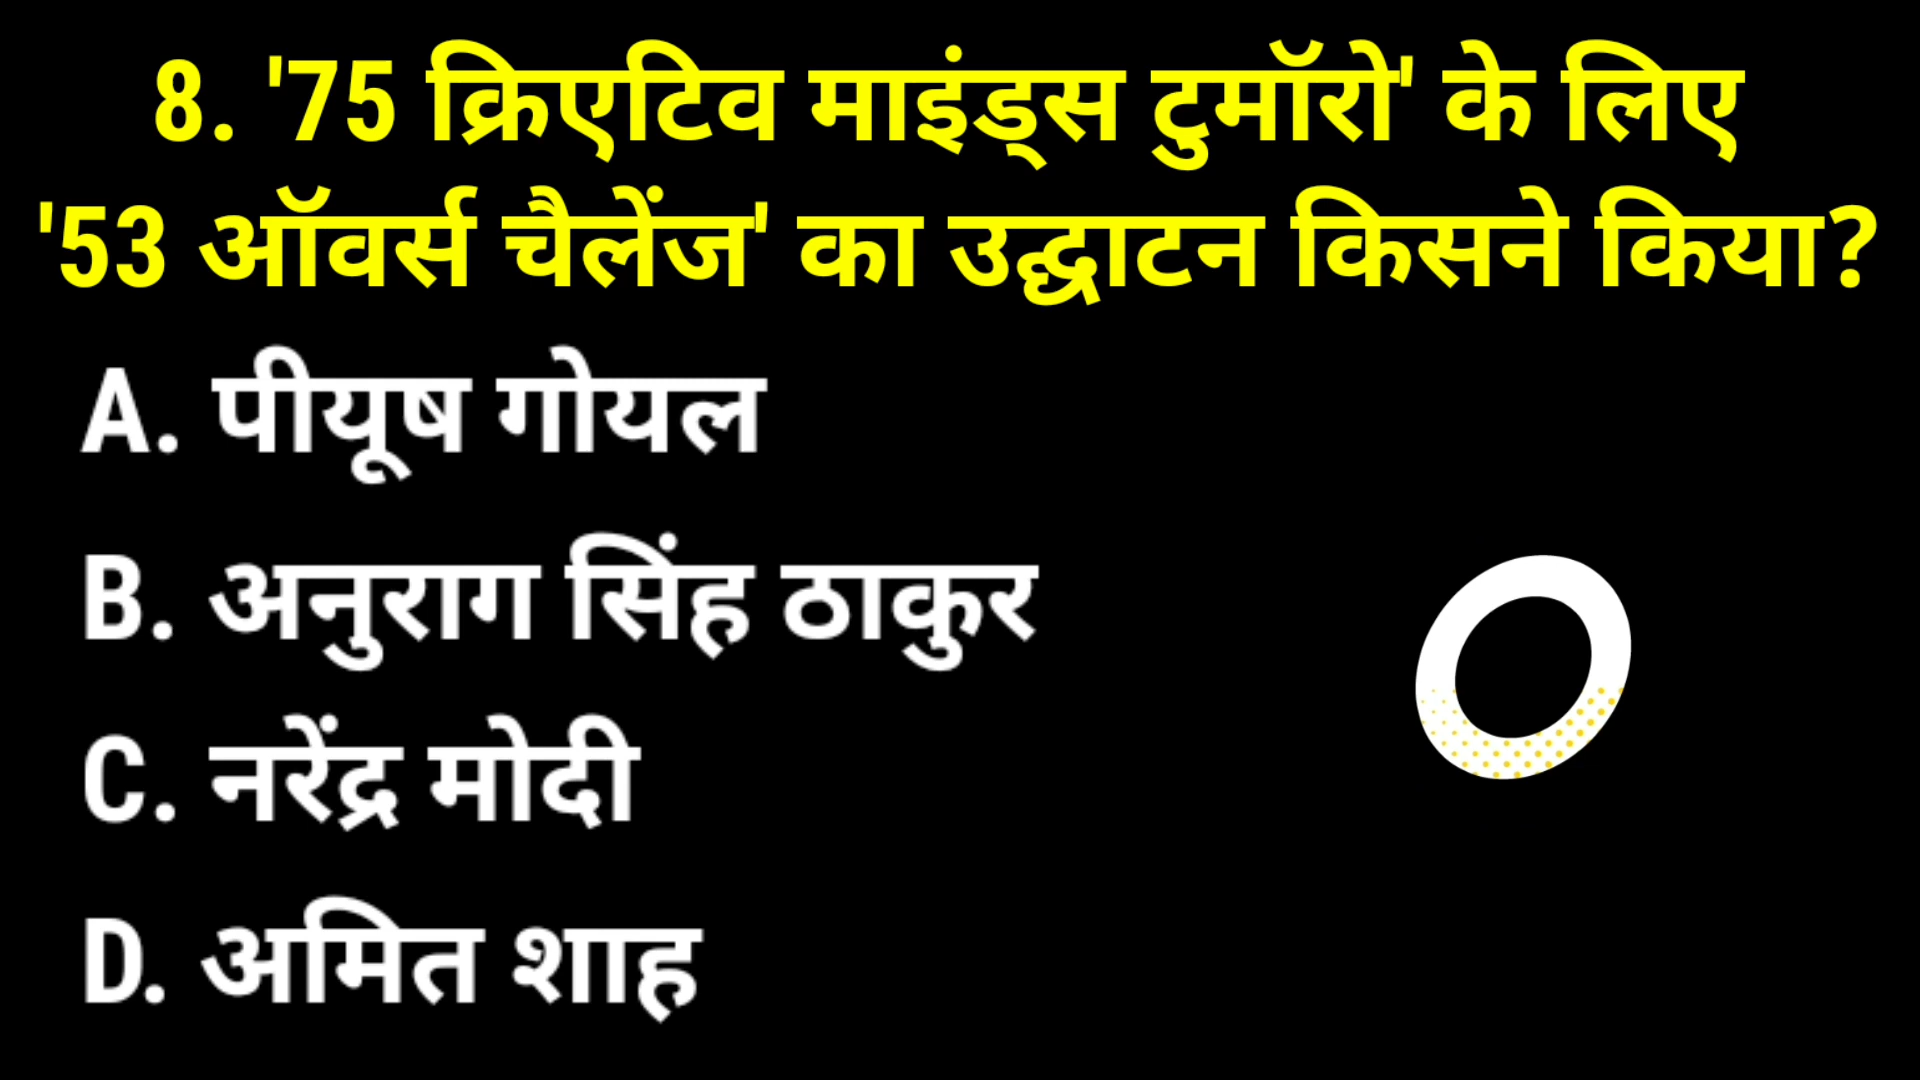 8. '75 क्रिएटिव माइंड्स टुमॉरो' के लिए
'53 ऑवर्स चैलेंज' का उद्घाटन किसने किया?
A. पीयूष गोयल
B. अनुराग सिंह ठाकुर
C. नरेंद्र मोदी
D. अमित शाह